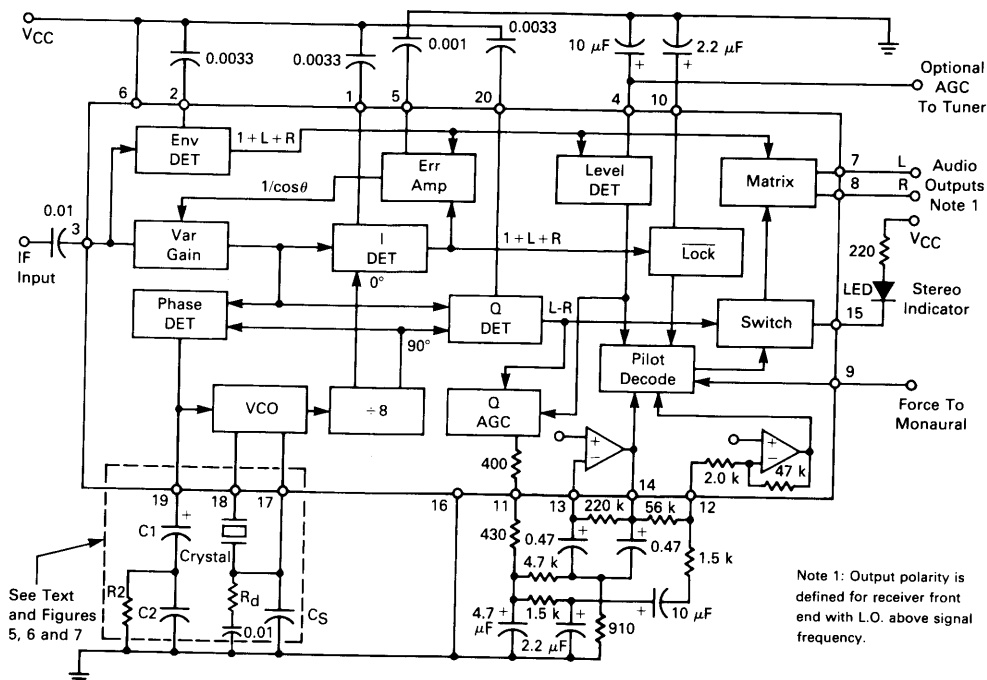 VCC
0.0033
0.0033
0.001
0.0033
10 μF
+
2.2 μF
+
Optional
AGC
To Tuner
6
2
1
5
20
4
10
Env
DET
1+L+R
Err
Amp
Level
DET
Matrix
7
L
Audio
8
R
Outputs
Note 1
1/cosθ
0.01
3
IF
Input
Var
Gain
I
DET
0°
1+L+R
Lock
VCC
220
LED
Stereo
Indicator
15
Phase
DET
Q
DET
L-R
Switch
90°
Pilot
Decode
9
Force To
Monaural
VCO
÷8
Q
AGC
400
+
−
+
−
2.0 k
47 k
19
18
17
16
11
13
14
12
220 k
56 k
C1
+
Crystal
430
0.47
+
+
0.47
1.5 k
4.7 k
See Text
and Figures
5, 6 and 7
R2
C2
Rd
0.01
CS
4.7
μF
+
1.5 k
+
2.2 μF
+
10 μF
910
Note 1: Output polarity is
defined for receiver front
end with L.O. above signal
frequency.